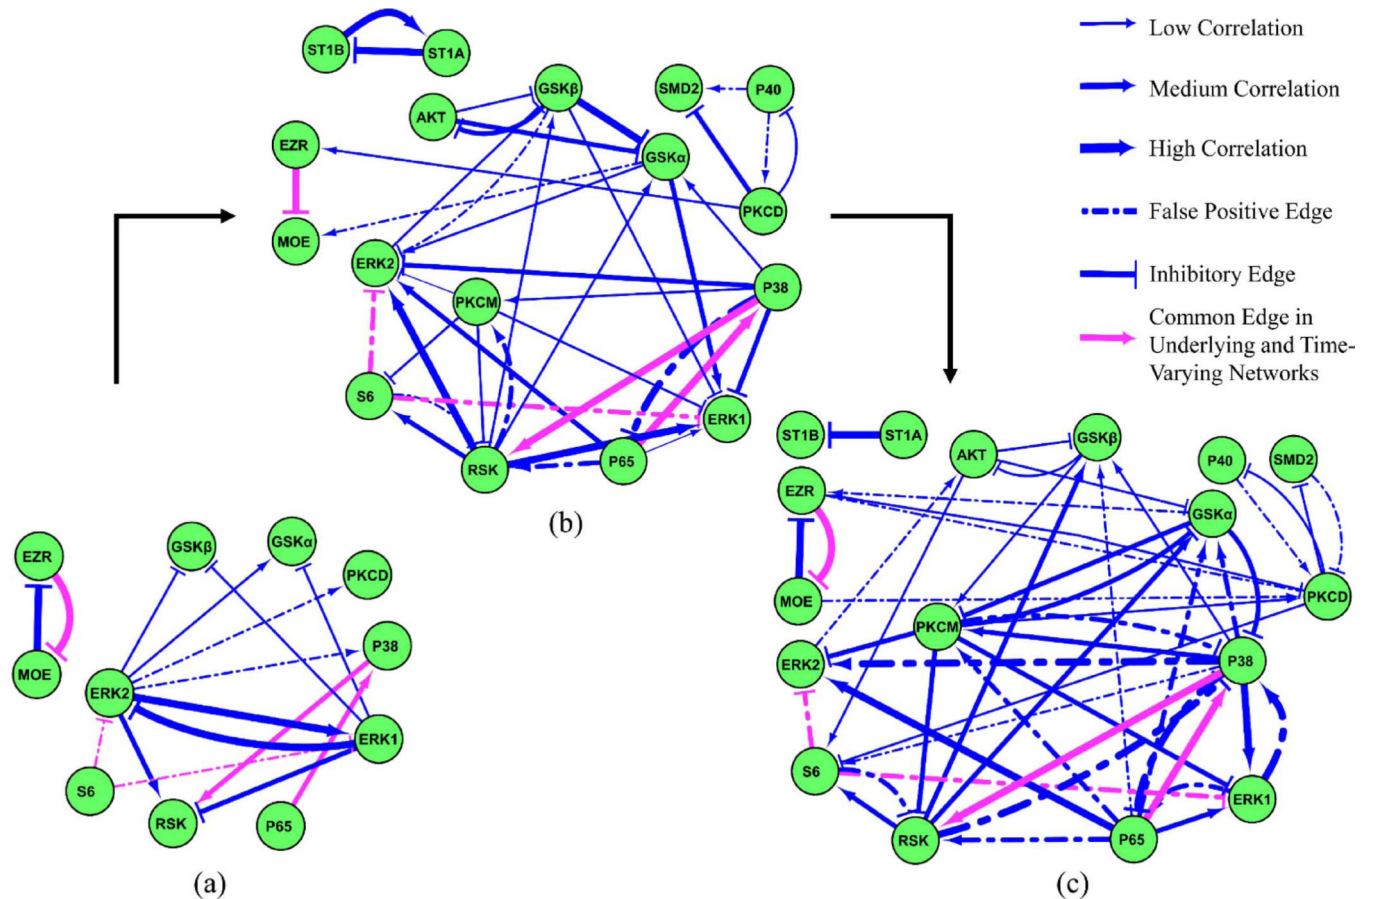 ST1B
ST1A
GSKβ
AKT
SMD2
P40
EZR
GSKα
PKCD
MOE
ERK2
PKCM
P38
S6
ERK1
RSK
P65
(b)
Low Correlation
Medium Correlation
High Correlation
False Positive Edge
Inhibitory Edge
Common Edge in
Underlying and Time-
Varying Networks
EZR
GSKβ
GSKα
PKCD
P38
MOE
ERK2
ERK1
S6
RSK
P65
(a)
ST1B
ST1A
AKT
GSKβ
P40
SMD2
EZR
GSKα
MOE
PKCD
PKCM
ERK2
P38
S6
ERK1
RSK
P65
(c)